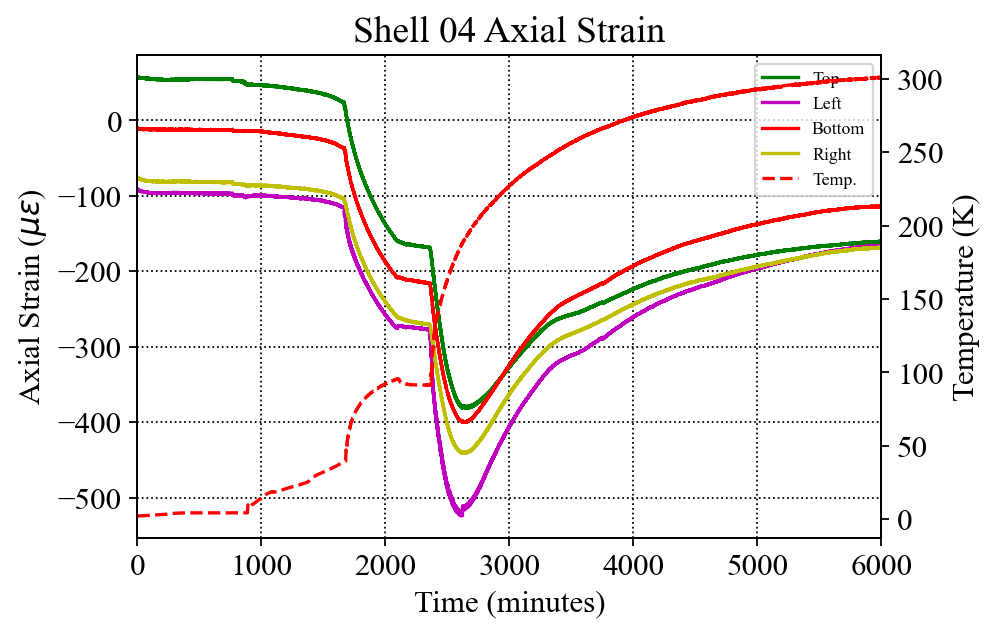 Shell 04 Axial Strain
Axial Strain (με)
0
−100
−200
−300
−400
−500
Top
Left
Bottom
Right
Temp.
300
250
200
150
100
50
0
Temperature (K)
0 1000 2000 3000 4000 5000 6000
Time (minutes)